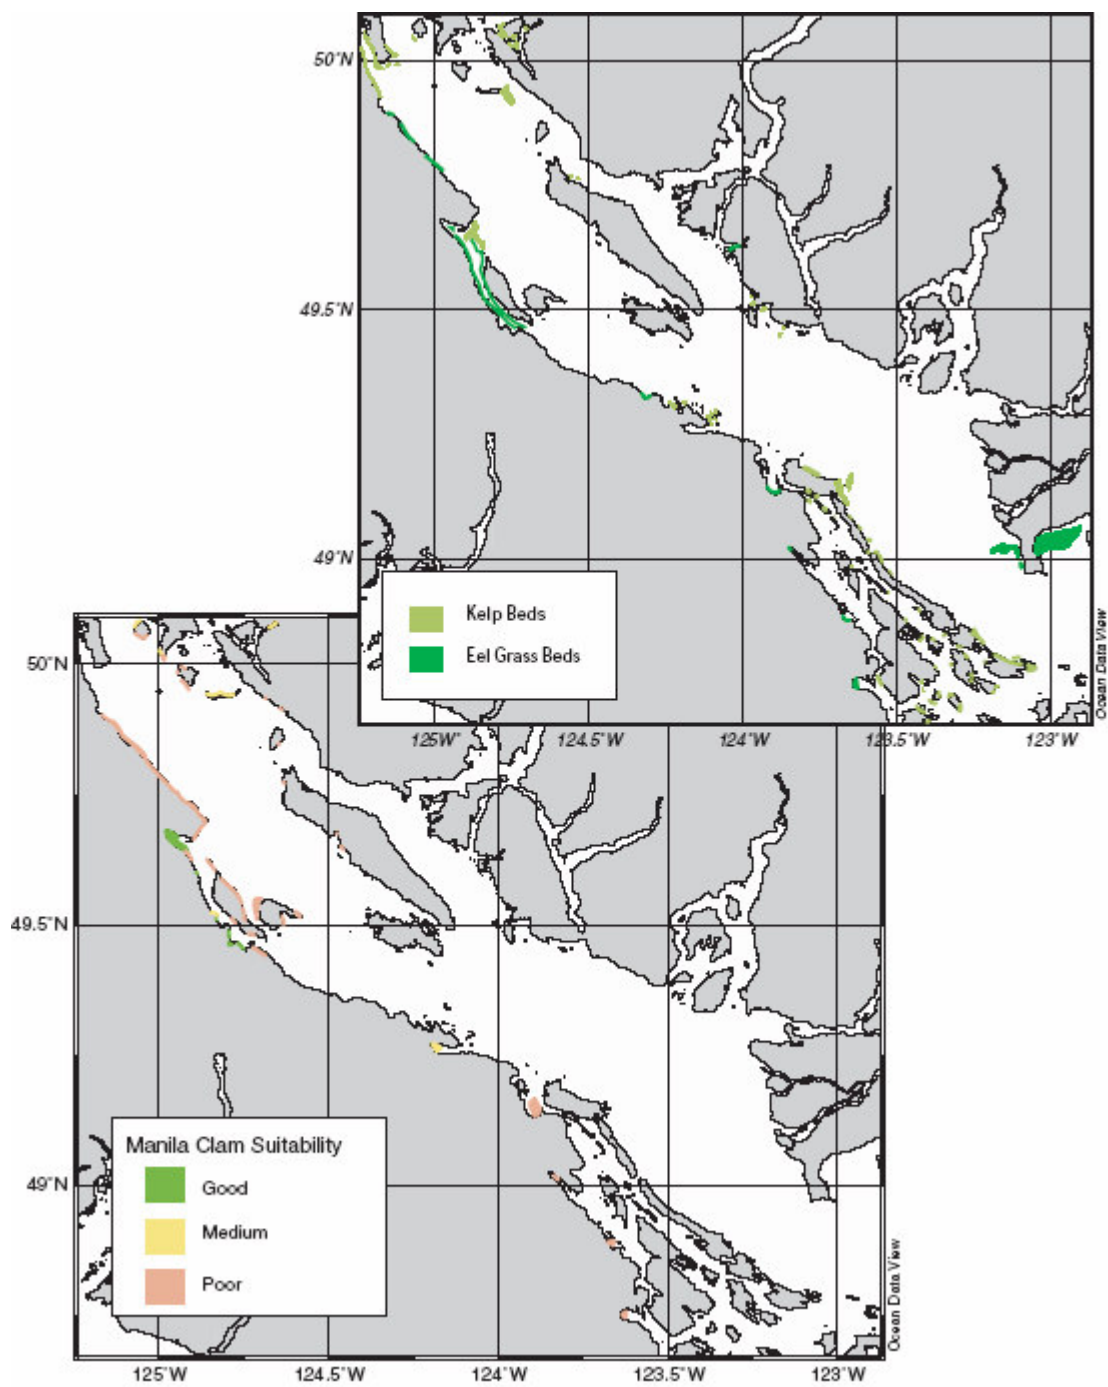 50°N
49.5°N
49°N
Kelp Beds
Eel Grass Beds
125°W
124.5°W
124°W
123.5°W
123°W
Ocean Data View
50°N
49.5°N
49°N
Manila Clam Suitability
Good
Medium
Poor
125°W
124.5°W
124°W
123.5°W
123°W
Ocean Data View